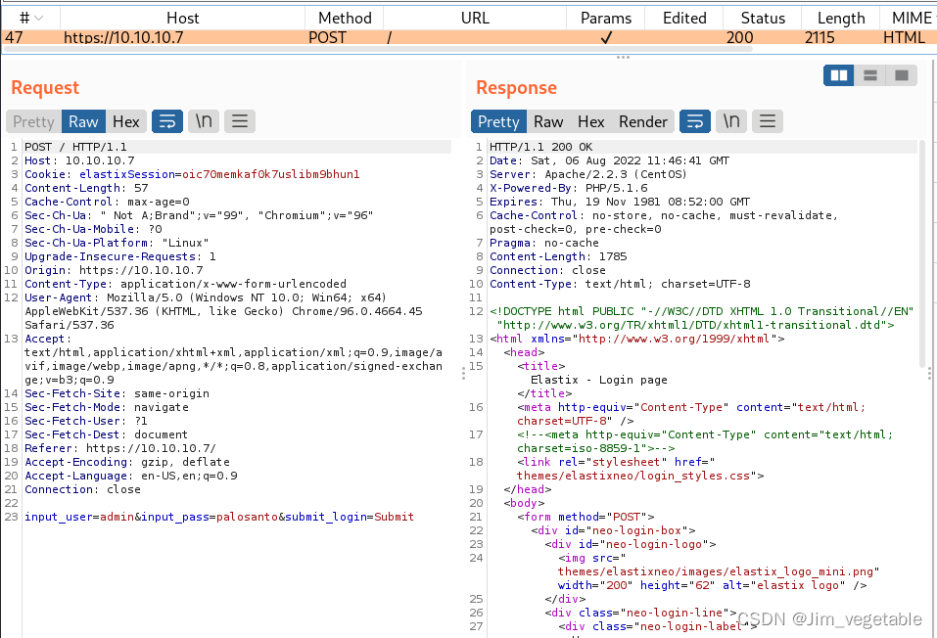 # Host Method URL Params Edited Status Length MIME
47 https://10.10.10.7 POST / ✓ 200 2115 HTML
Request
Pretty Raw Hex \n
1 POST / HTTP/1.1
2 Host: 10.10.10.7
3 Cookie: elastixSession=oic70memkaf0k7uslibm9bhun1
4 Content-Length: 57
5 Cache-Control: max-age=0
6 Sec-Ch-Ua: " Not A;Brand";v="99", "Chromium";v="96"
7 Sec-Ch-Ua-Mobile: ?0
8 Sec-Ch-Ua-Platform: "Linux"
9 Upgrade-Insecure-Requests: 1
10 Origin: https://10.10.10.7
11 Content-Type: application/x-www-form-urlencoded
12 User-Agent: Mozilla/5.0 (Windows NT 10.0; Win64; x64)
AppleWebKit/537.36 (KHTML, like Gecko) Chrome/96.0.4664.45
Safari/537.36
13 Accept:
text/html,application/xhtml+xml,application/xml;q=0.9,image/a
vif,image/webp,image/apng,*/*;q=0.8,application/signed-exchan
ge;v=b3;q=0.9
14 Sec-Fetch-Site: same-origin
15 Sec-Fetch-Mode: navigate
16 Sec-Fetch-User: ?1
17 Sec-Fetch-Dest: document
18 Referer: https://10.10.10.7/
19 Accept-Encoding: gzip, deflate
20 Accept-Language: en-US,en;q=0.9
21 Connection: close
22
23 input_user=admin&input_pass=palosanto&submit_login=Submit
Response
Pretty Raw Hex Render \n
1 HTTP/1.1 200 OK
2 Date: Sat, 06 Aug 2022 11:46:41 GMT
3 Server: Apache/2.2.3 (CentOS)
4 X-Powered-By: PHP/5.1.6
5 Expires: Thu, 19 Nov 1981 08:52:00 GMT
6 Cache-Control: no-store, no-cache, must-revalidate,
post-check=0, pre-check=0
7 Pragma: no-cache
8 Content-Length: 1785
9 Connection: close
10 Content-Type: text/html; charset=UTF-8
11
12 <!DOCTYPE html PUBLIC "-//W3C//DTD XHTML 1.0 Transitional//EN"
"http://www.w3.org/TR/xhtml1/DTD/xhtml1-transitional.dtd">
13 <html xmlns="http://www.w3.org/1999/xhtml">
14 <head>
15 <title>
Elastix - Login page
</title>
16 <meta http-equiv="Content-Type" content="text/html;
charset=UTF-8" />
17 <!--<meta http-equiv="Content-Type" content="text/html;
charset=iso-8859-1">-->
18 <link rel="stylesheet" href="
themes/elastixneo/login_styles.css">
19 </head>
20 <body>
21 <form method="POST">
22 <div id="neo-login-box">
23 <div id="neo-login-logo">
24 <img src="
themes/elastixneo/images/elastix_logo_mini.png"
width="200" height="62" alt="elastix logo" />
25 </div>
26 <div class="neo-login-line">
27 <div class="neo-login-label">
CSDN @Jim_vegetable